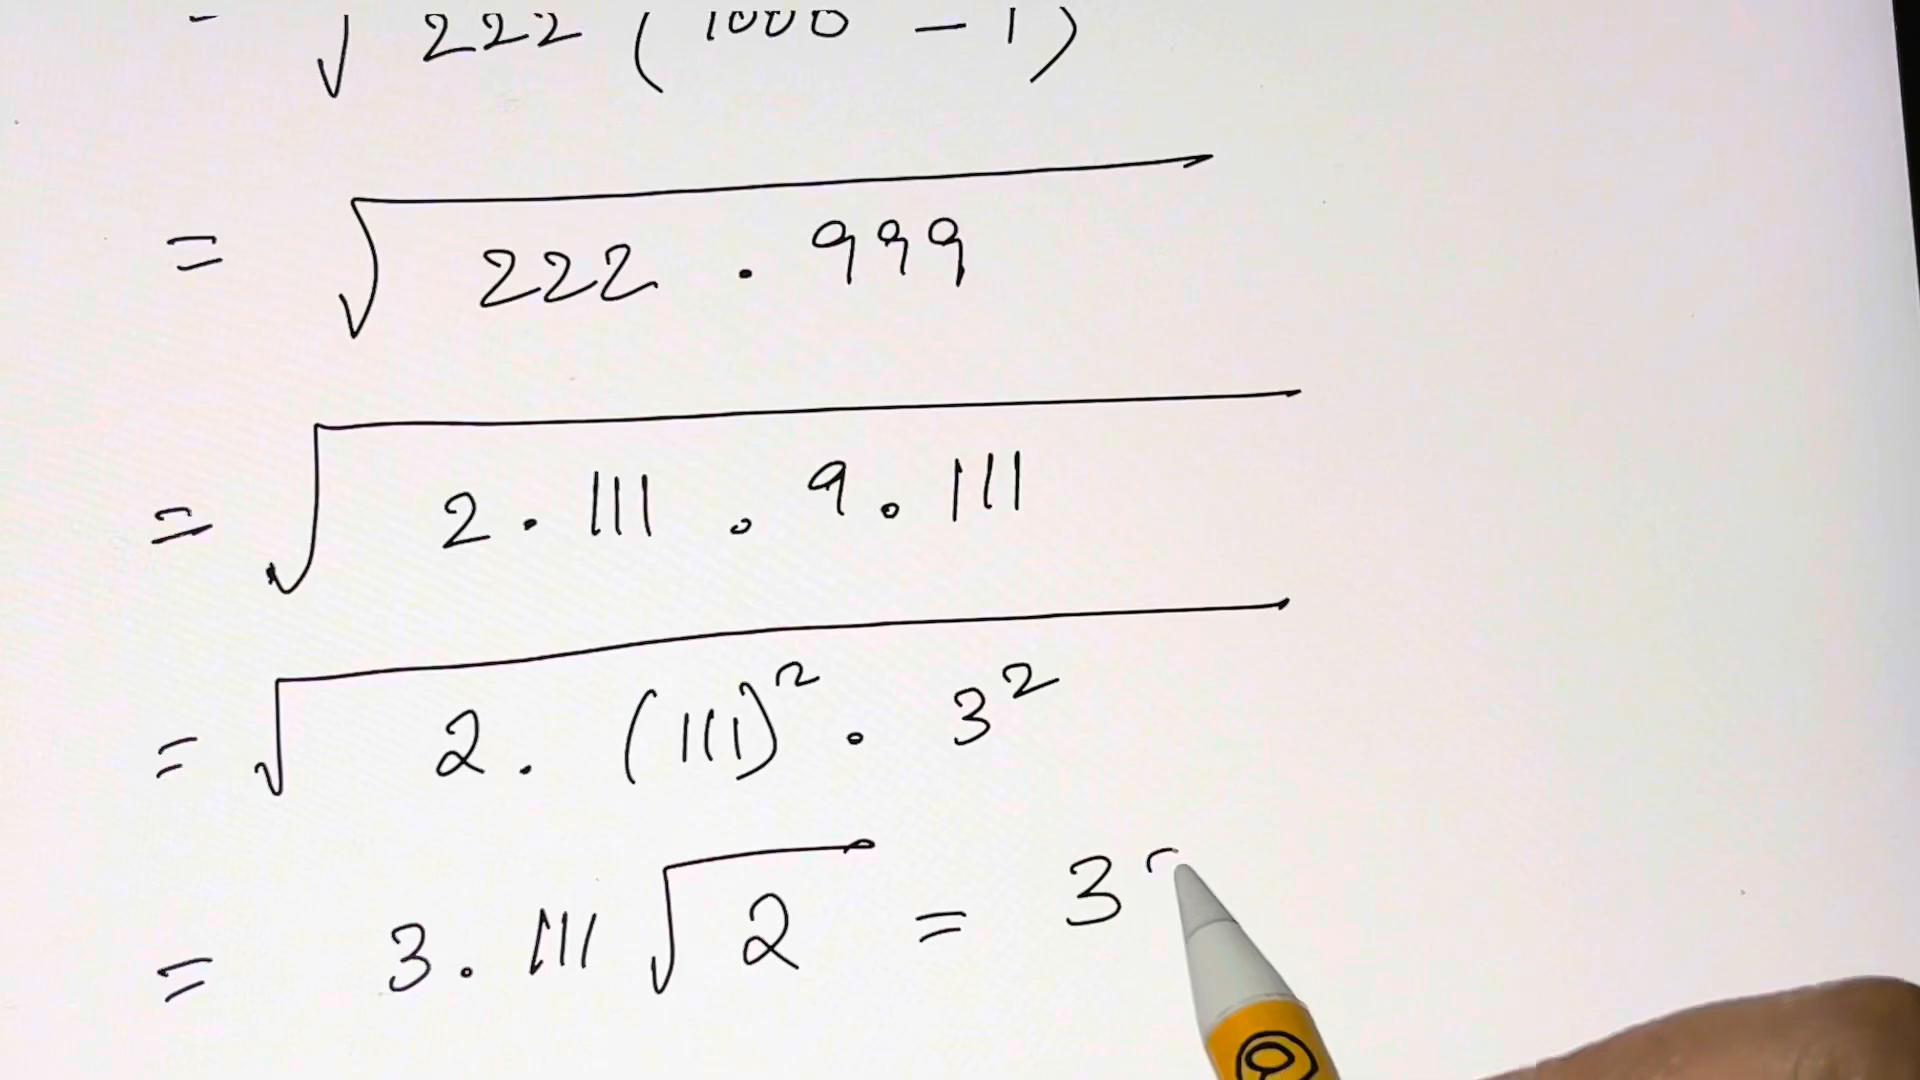 = √222 ( 1000 - 1 )
= √222 . 999
= √2 . 111 . 9 . 111
= √2 . (111)² . 3²
= 3 . 111 √2 = 3